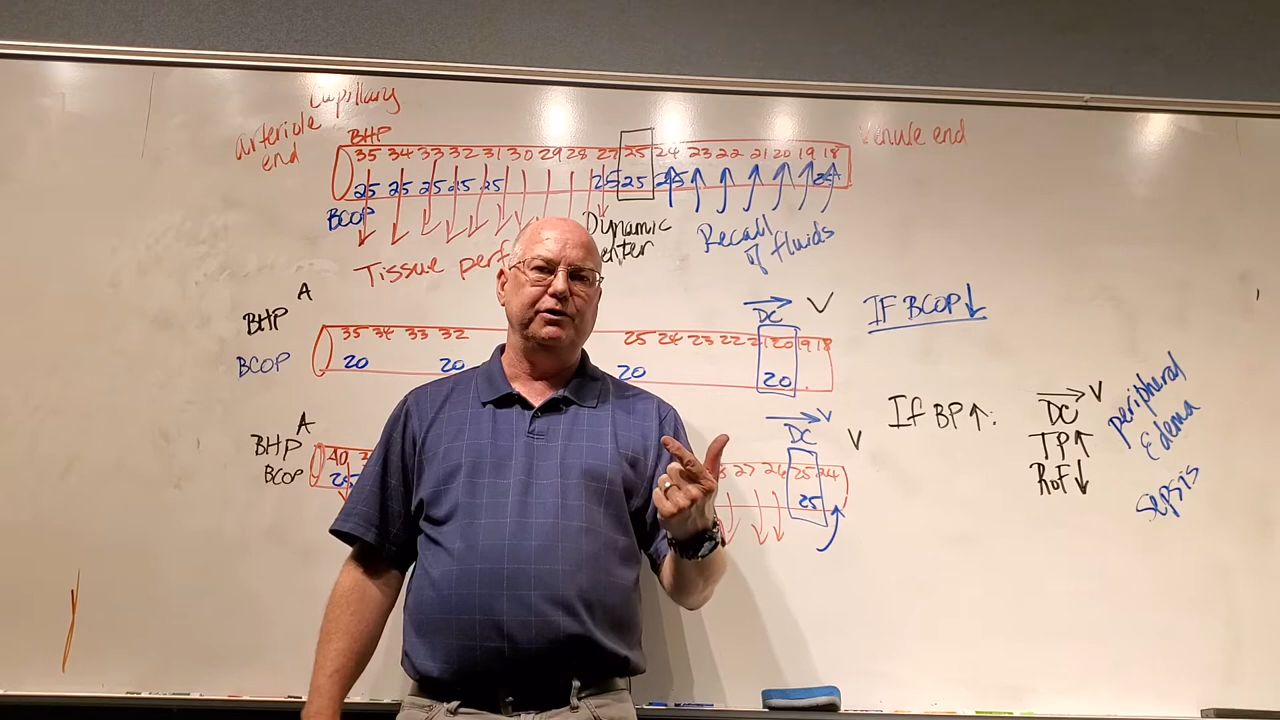 capillary
arteriole end
BHP
Venule end
35 34 33 32 31 30 29 28 27 25 24 23 22 21 20 19 18
25 25 25 25 25 25 25 25 25
BCOP
Tissue perf
Dynamic
enter
Recall of fluids
A
DC V
IF BCOP↓
BHP 35 34 33 32 25 24 23 22 21 20 19 18
BCOP 20 20 20 20
A
DC V
V
BHP 40 27 26 25 24
BCOP 25 25
If BP↑:
DC V
TP↑
RoF↓
peripheral
Edema
sepsis